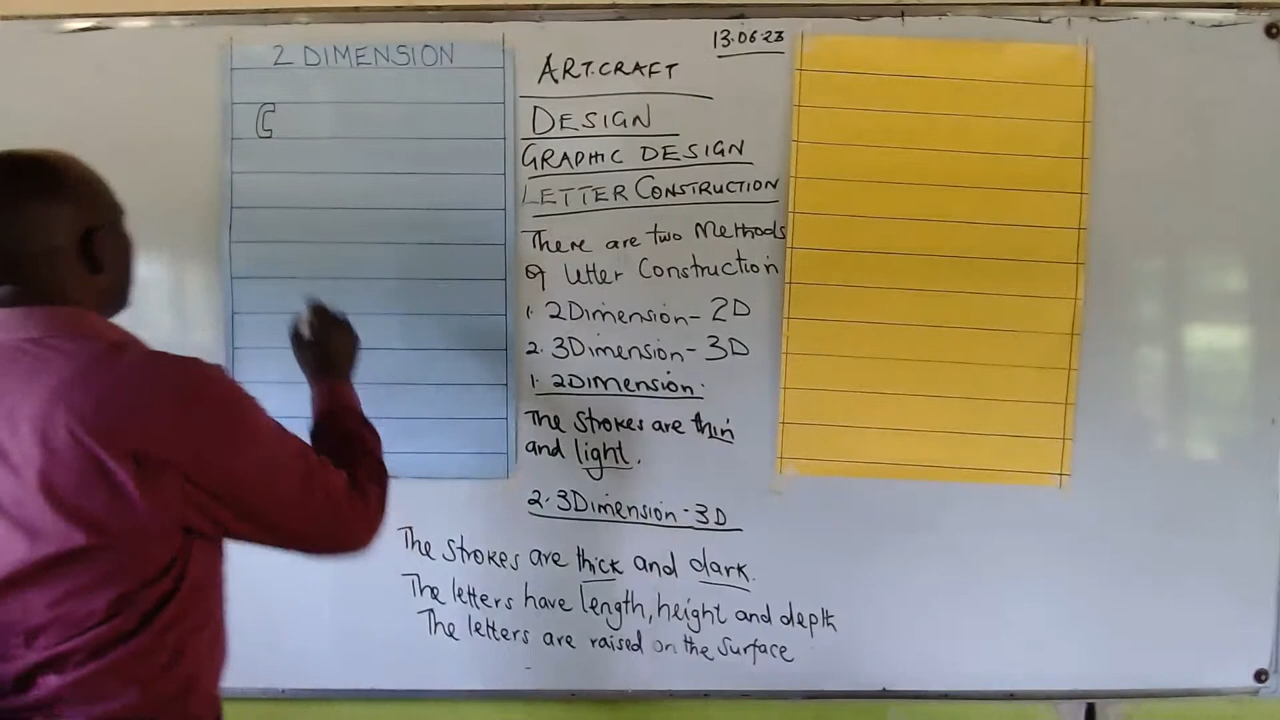 2 DIMENSION
C
13.06.23
ART.CRAFT
DESIGN
GRAPHIC DESIGN
LETTER CONSTRUCTION
There are two Methods
of letter Construction
1. 2Dimension - 2D
2. 3Dimension - 3D
1. 2Dimension.
The Strokes are thin
and light.
2. 3Dimension - 3D
The Strokes are thick and dark.
The letters have length, height and depth
The letters are raised on the Surface